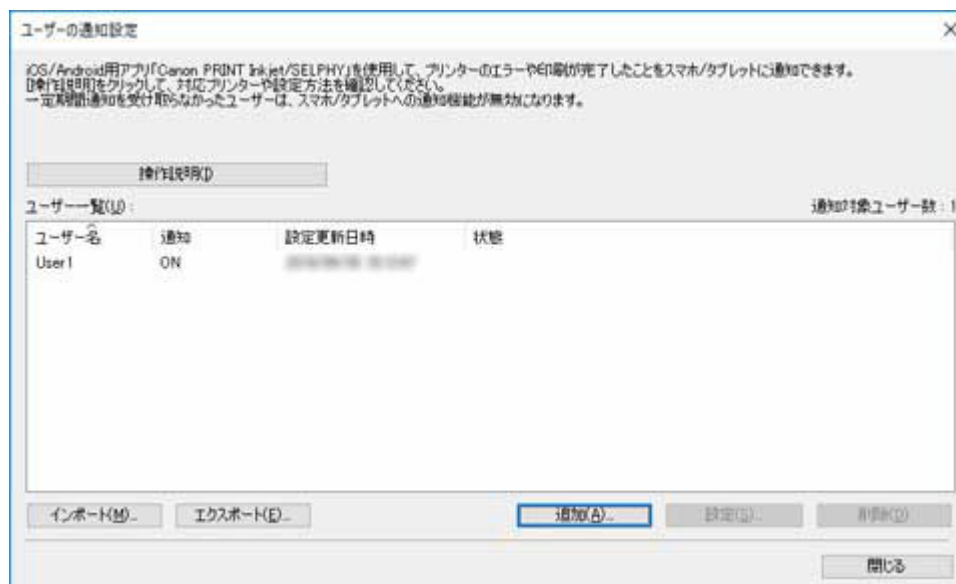 ユーザーの通知設定
iOS/Android用アプリ「Canon PRINT Inkjet/SELPHY」を使用して、プリンターのエラーや印刷が完了したことをスマホ/タブレットに通知できます。
[操作説明]をクリックして、対応プリンターや設定方法を確認してください。
一定期間通知を受け取らなかったユーザーは、スマホ/タブレットへの通知機能が無効になります。
操作説明(I)
ユーザー一覧(U): 通知対象ユーザー数: 1
ユーザー名 通知 設定更新日時 状態
User1 ON
インポート(M)... エクスポート(E)... 追加(A)... 設定(G)... 削除(D)
閉じる